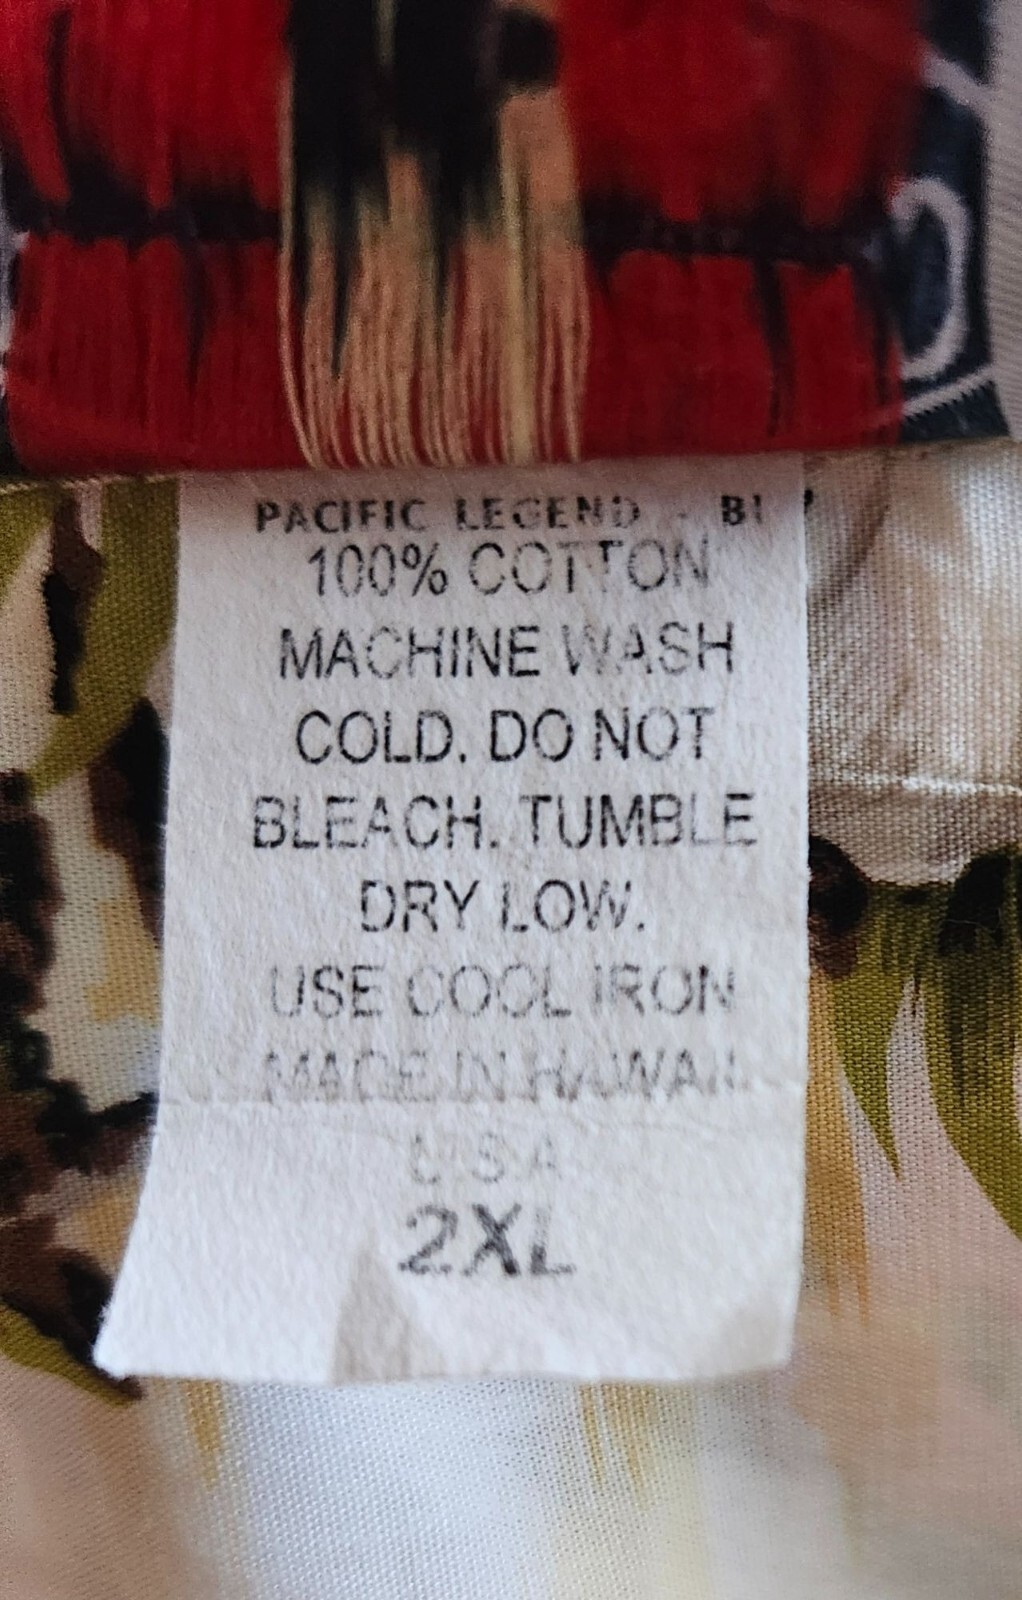 PACIFIC LEGEND -
100% COTTON
MACHINE WASH
COLD. DO NOT
BLEACH. TUMBLE
DRY LOW.
USE COOL IRON
MADE IN HAWAII
U S A
2XL